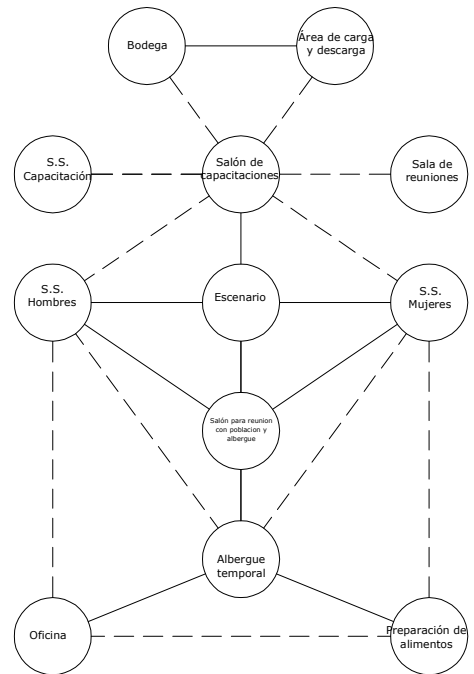 Bodega
Área de carga
y descarga
S.S.
Capacitación
Salón de
capacitaciones
Sala de
reuniones
S.S.
Hombres
Escenario
S.S.
Mujeres
Salón para reunion
con poblacion y
albergue
Albergue
temporal
Oficina
Preparación de
alimentos